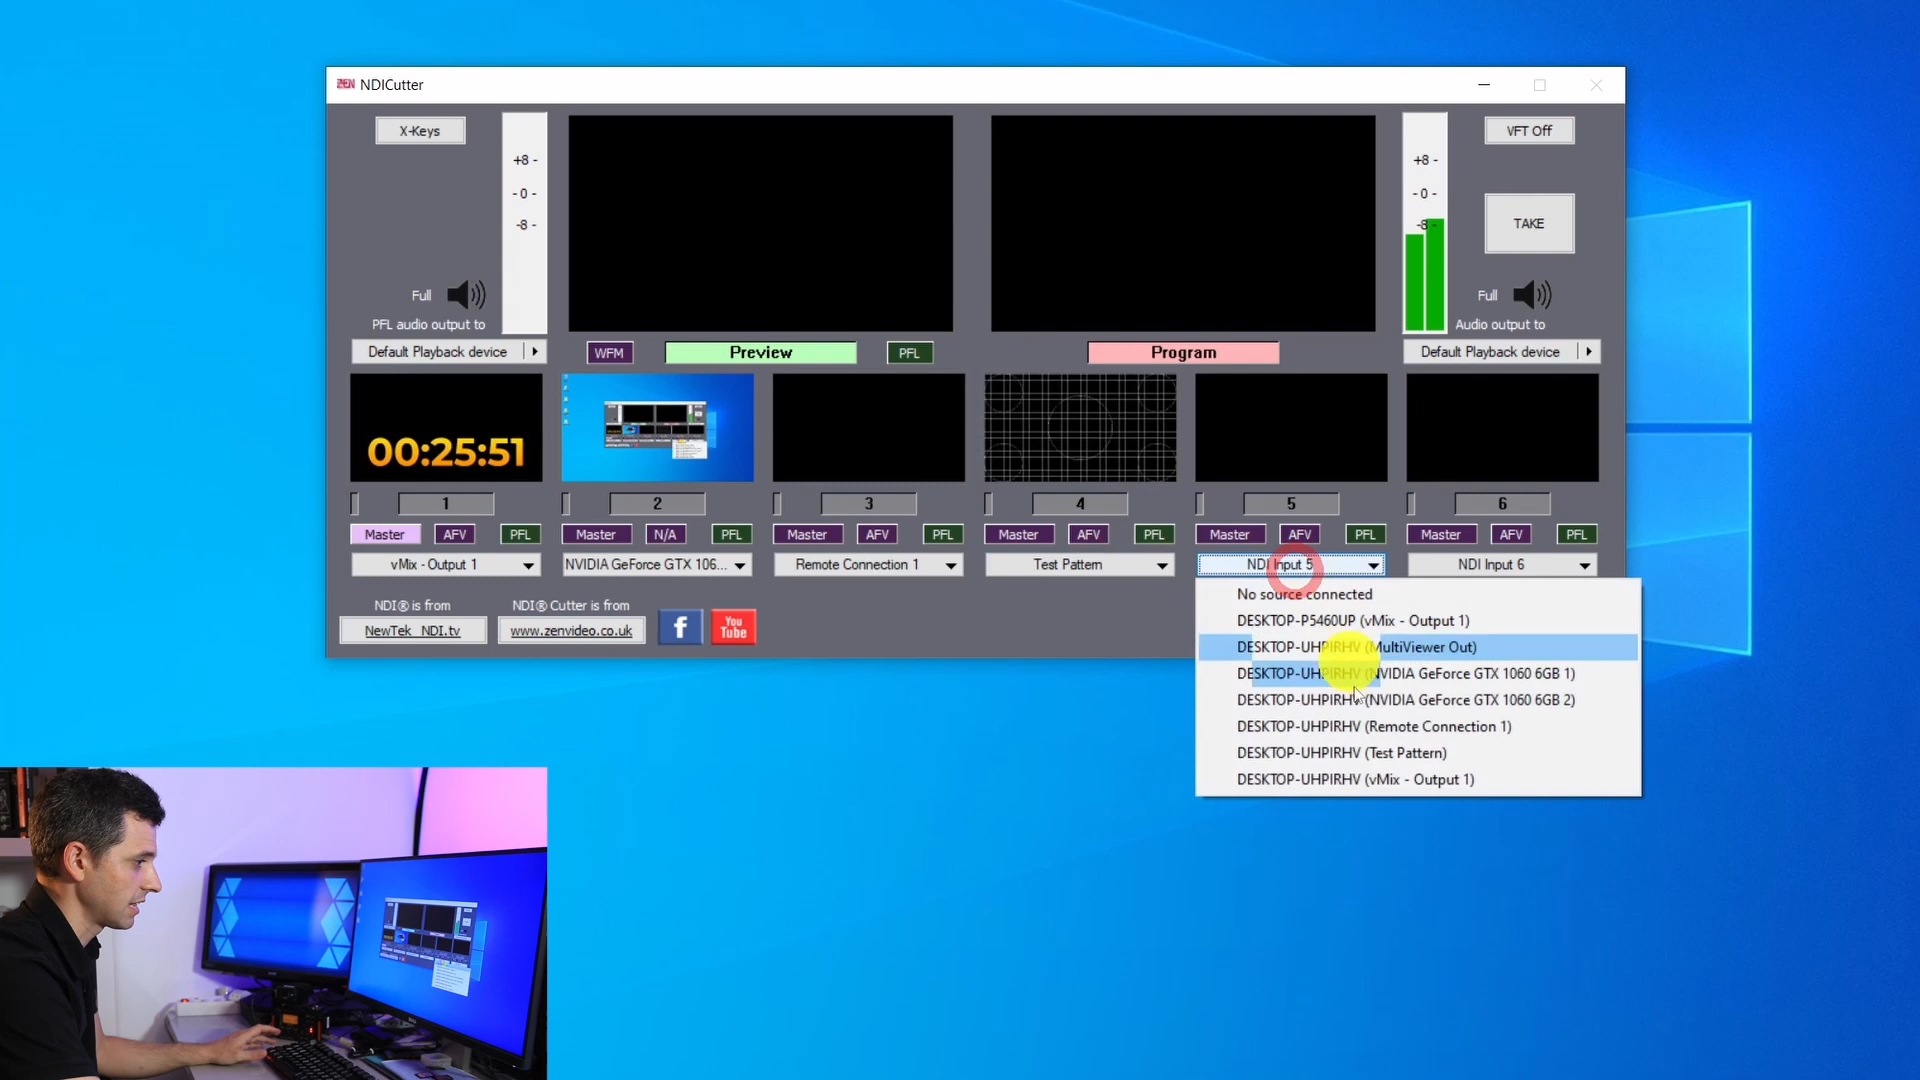 ZEN NDICutter
X-Keys
+8 -
- 0 -
-8 -
+8 -
- 0 -
-8 -
VFT Off
TAKE
Full
PFL audio output to
Full
Audio output to
Default Playback device
WFM
Preview
PFL
Program
Default Playback device
00:25:51
1
2
3
4
5
6
Master AFV PFL
Master N/A PFL
Master AFV PFL
Master AFV PFL
Master AFV PFL
Master AFV PFL
vMix - Output 1
NVIDIA GeForce GTX 106...
Remote Connection 1
Test Pattern
NDI Input 5
NDI Input 6
NDI® is from
NewTek NDI.tv
NDI® Cutter is from
www.zenvideo.co.uk
f
You
Tube
No source connected
DESKTOP-P5460UP (vMix - Output 1)
DESKTOP-UHPIRHV (MultiViewer Out)
DESKTOP-UHPIRHV (NVIDIA GeForce GTX 1060 6GB 1)
DESKTOP-UHPIRHV (NVIDIA GeForce GTX 1060 6GB 2)
DESKTOP-UHPIRHV (Remote Connection 1)
DESKTOP-UHPIRHV (Test Pattern)
DESKTOP-UHPIRHV (vMix - Output 1)